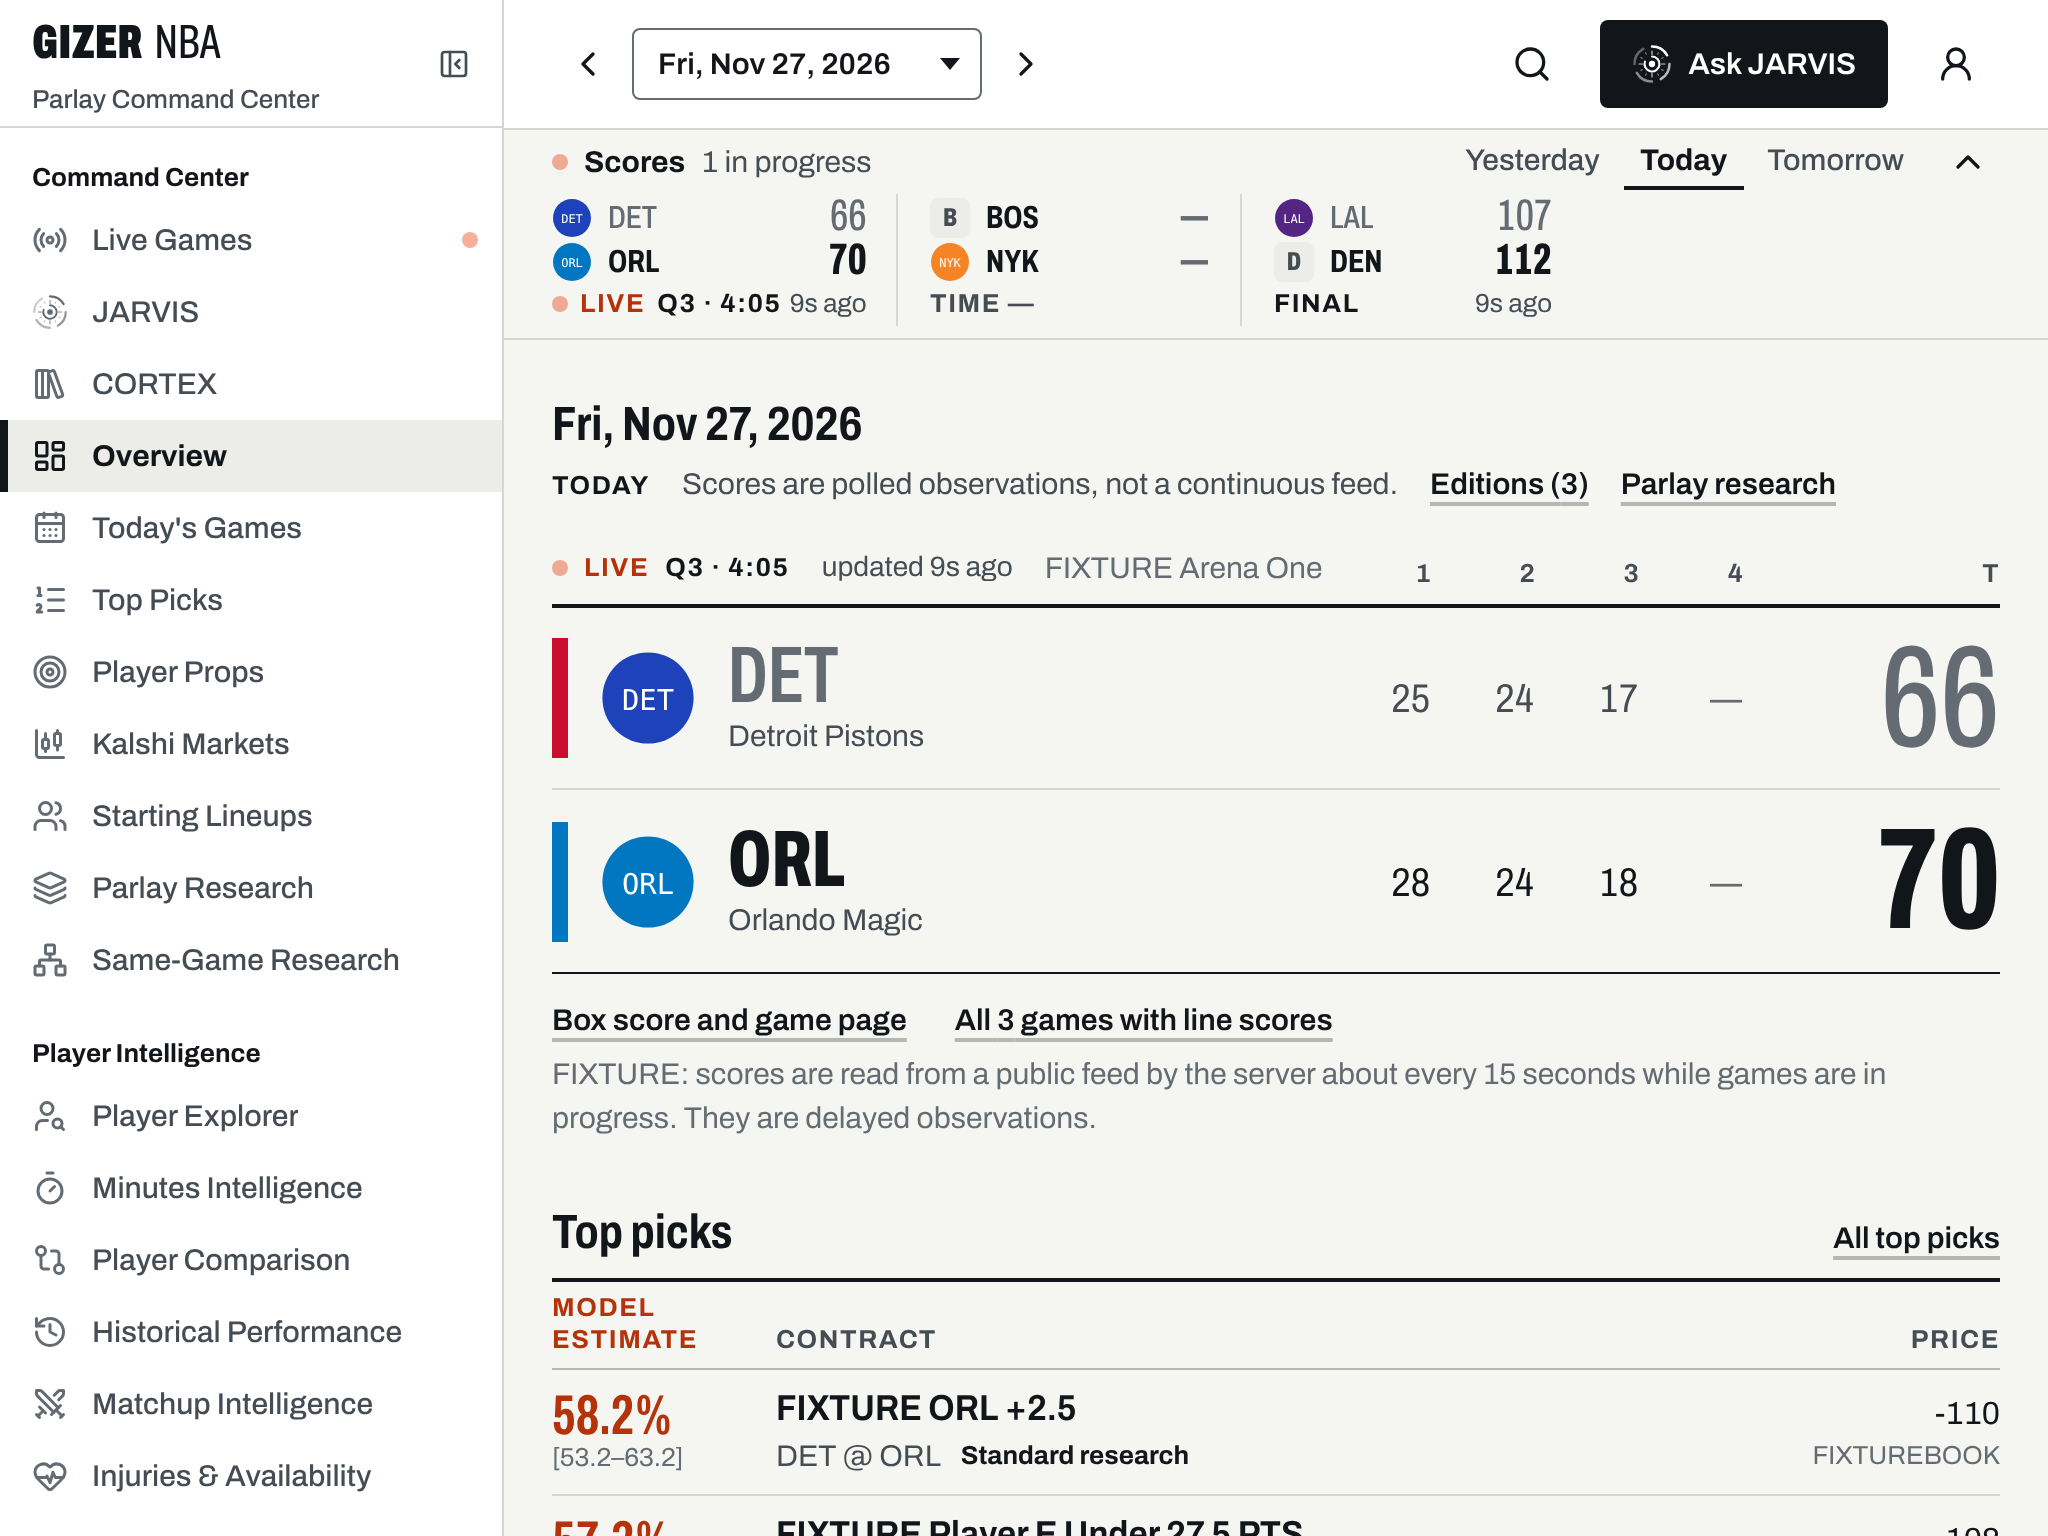 GIZER NBA
Parlay Command Center
Command Center
Live Games
JARVIS
CORTEX
Overview
Today's Games
Top Picks
Player Props
Kalshi Markets
Starting Lineups
Parlay Research
Same-Game Research
Player Intelligence
Player Explorer
Minutes Intelligence
Player Comparison
Historical Performance
Matchup Intelligence
Injuries & Availability
Fri, Nov 27, 2026
Ask JARVIS
Scores 1 in progress
Yesterday Today Tomorrow
DET DET 66
ORL ORL 70
LIVE Q3 · 4:05 9s ago
B BOS —
NYK NYK —
TIME —
LAL LAL 107
D DEN 112
FINAL 9s ago
Fri, Nov 27, 2026
TODAY Scores are polled observations, not a continuous feed. Editions (3) Parlay research
LIVE Q3 · 4:05 updated 9s ago FIXTURE Arena One 1 2 3 4 T
DET DET 25 24 17 — 66
Detroit Pistons
ORL ORL 28 24 18 — 70
Orlando Magic
Box score and game page All 3 games with line scores
FIXTURE: scores are read from a public feed by the server about every 15 seconds while games are in
progress. They are delayed observations.
Top picks All top picks
MODEL
ESTIMATE CONTRACT PRICE
58.2% FIXTURE ORL +2.5 -110
[53.2–63.2] DET @ ORL Standard research FIXTUREBOOK
57.2% FIXTURE Player E Under 27.5 PTS -108